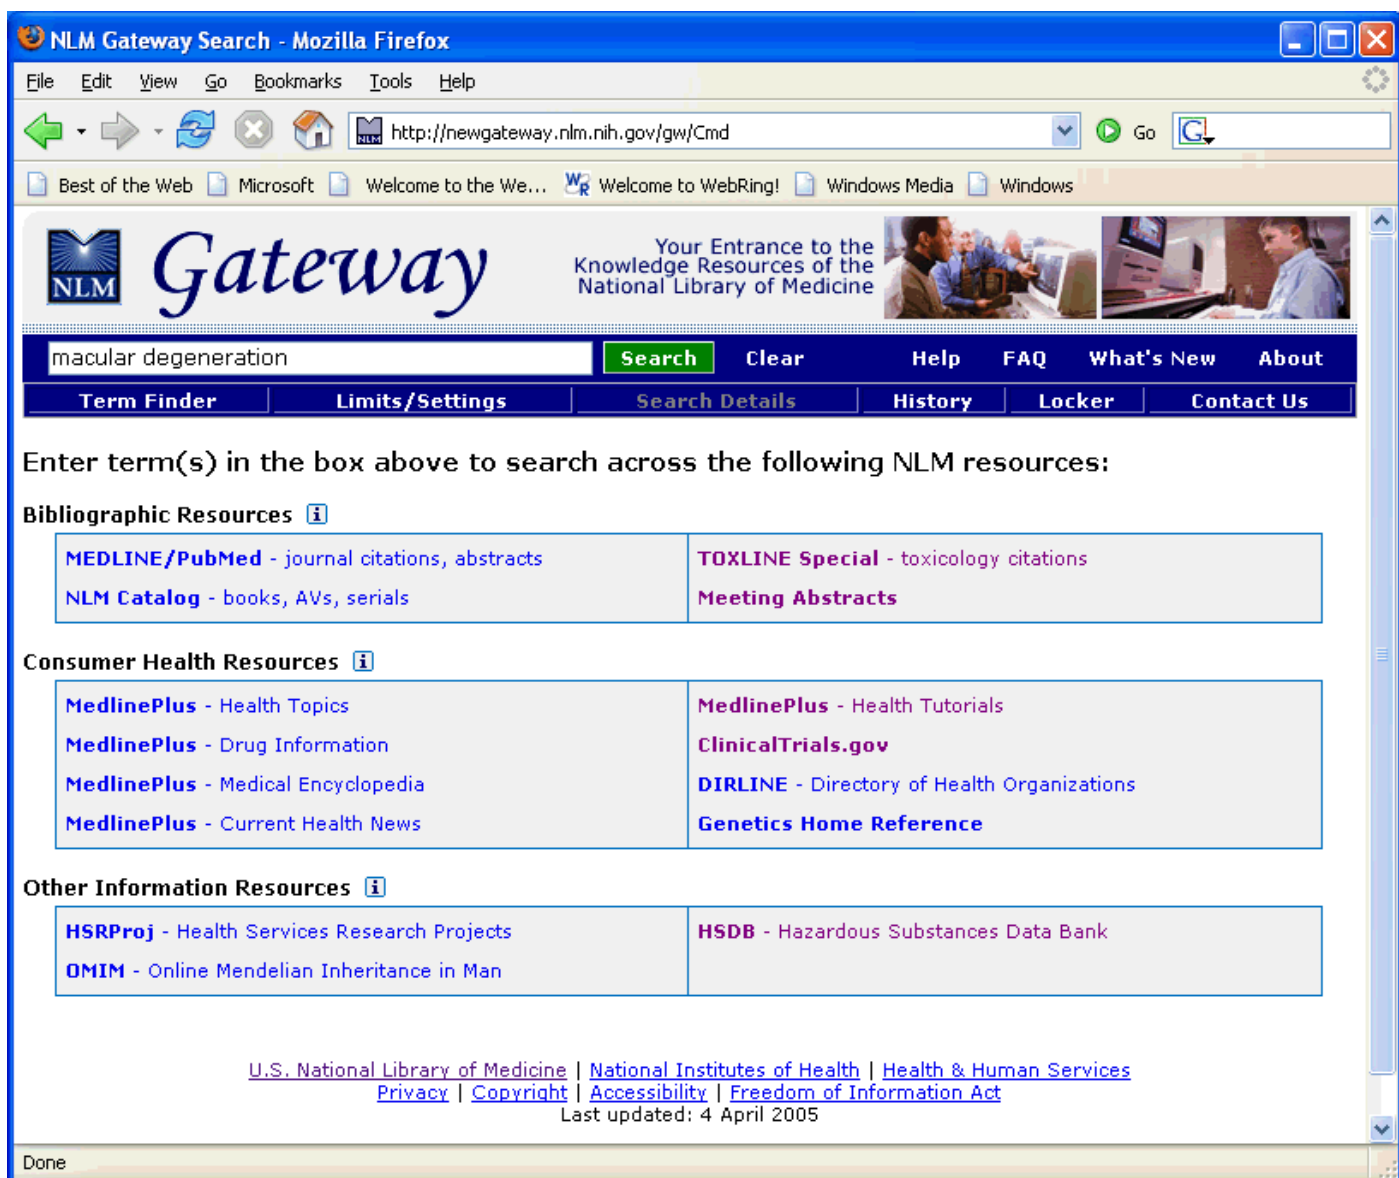 NLM Gateway Search - Mozilla Firefox
File Edit View Go Bookmarks Tools Help
NLM http://newgateway.nlm.nih.gov/gw/Cmd Go G
Best of the Web Microsoft Welcome to the We... WR Welcome to WebRing! Windows Media Windows
NLM Gateway
Your Entrance to the
Knowledge Resources of the
National Library of Medicine
macular degeneration Search Clear Help FAQ What's New About
Term Finder Limits/Settings Search Details History Locker Contact Us
Enter term(s) in the box above to search across the following NLM resources:
Bibliographic Resources i
MEDLINE/PubMed - journal citations, abstracts
NLM Catalog - books, AVs, serials
TOXLINE Special - toxicology citations
Meeting Abstracts
Consumer Health Resources i
MedlinePlus - Health Topics
MedlinePlus - Drug Information
MedlinePlus - Medical Encyclopedia
MedlinePlus - Current Health News
MedlinePlus - Health Tutorials
ClinicalTrials.gov
DIRLINE - Directory of Health Organizations
Genetics Home Reference
Other Information Resources i
HSRProj - Health Services Research Projects
OMIM - Online Mendelian Inheritance in Man
HSDB - Hazardous Substances Data Bank
U.S. National Library of Medicine | National Institutes of Health | Health & Human Services
Privacy | Copyright | Accessibility | Freedom of Information Act
Last updated: 4 April 2005
Done